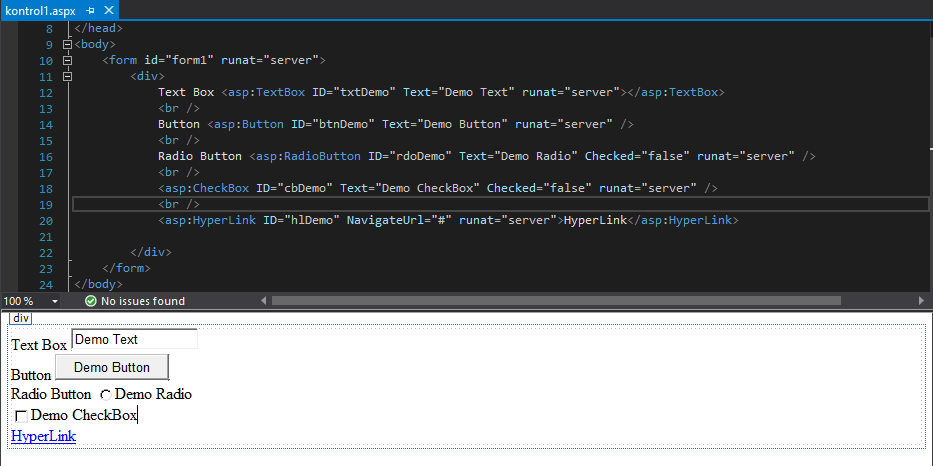 kontrol1.aspx
8 </head>
9 <body>
10 <form id="form1" runat="server">
11 <div>
12 Text Box <asp:TextBox ID="txtDemo" Text="Demo Text" runat="server"></asp:TextBox>
13 <br />
14 Button <asp:Button ID="btnDemo" Text="Demo Button" runat="server" />
15 <br />
16 Radio Button <asp:RadioButton ID="rdoDemo" Text="Demo Radio" Checked="false" runat="server" />
17 <br />
18 <asp:CheckBox ID="cbDemo" Text="Demo CheckBox" Checked="false" runat="server" />
19 <br />
20 <asp:HyperLink ID="hlDemo" NavigateUrl="#" runat="server">HyperLink</asp:HyperLink>
21
22 </div>
23 </form>
24 </body>
100 % No issues found
div
Text Box Demo Text
Button Demo Button
Radio Button Demo Radio
Demo CheckBox
HyperLink